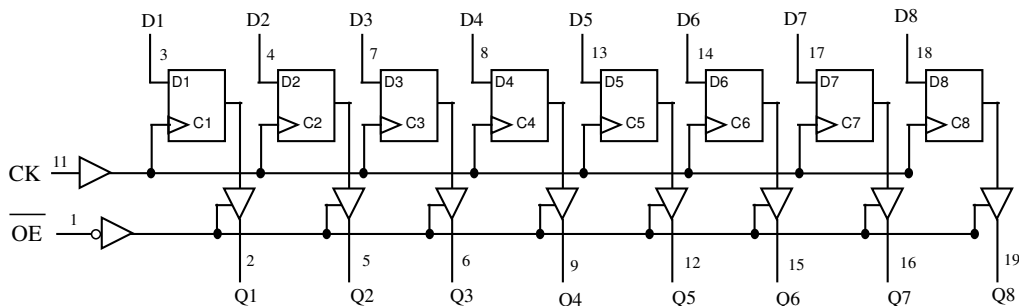 D1 D2 D3 D4 D5 D6 D7 D8
3 4 7 8 13 14 17 18
D1 D2 D3 D4 D5 D6 D7 D8
C1 C2 C3 C4 C5 C6 C7 C8
CK 11
OE 1
2 5 6 9 12 15 16 19
Q1 Q2 Q3 Q4 Q5 Q6 Q7 Q8